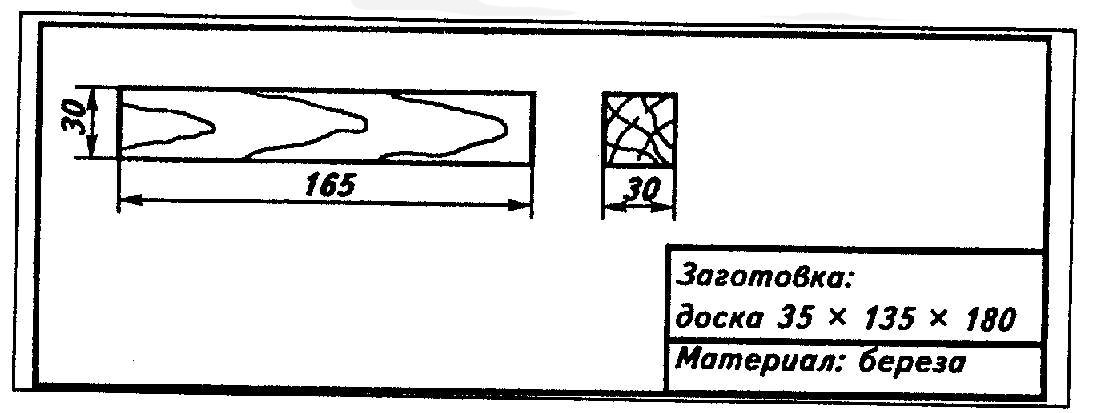 30
165
30
Заготовка:
доска 35 × 135 × 180
Материал: береза